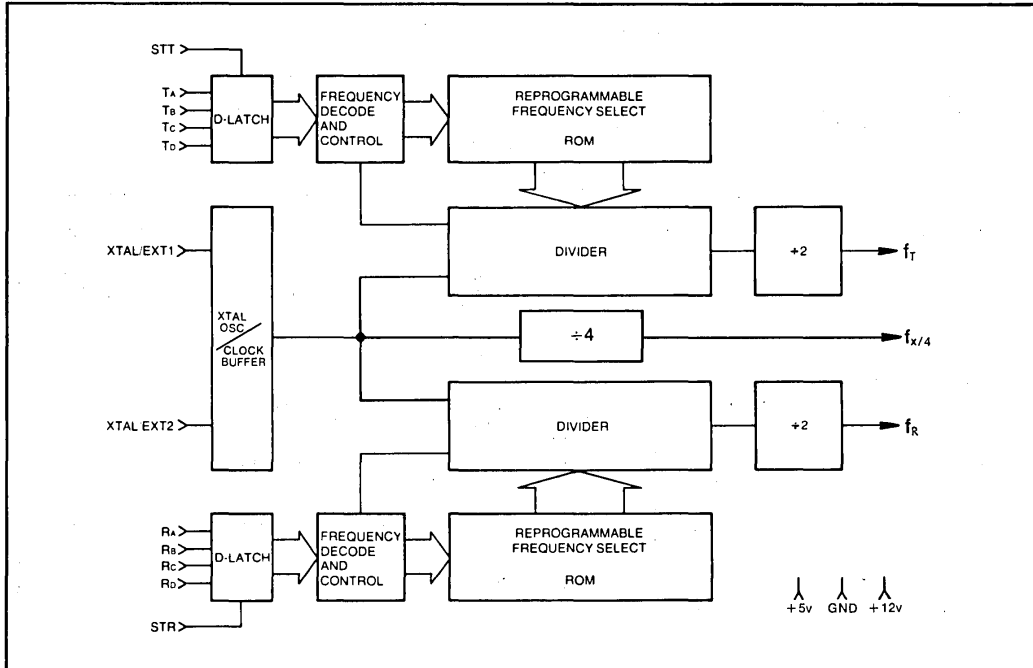 STT
TA
TB
TC
TD
D-LATCH
FREQUENCY
DECODE
AND
CONTROL
REPROGRAMMABLE
FREQUENCY SELECT
ROM
XTAL/EXT1
XTAL
OSC
CLOCK
BUFFER
XTAL EXT2
DIVIDER
÷2
fT
÷4
fx/4
DIVIDER
÷2
fR
RA
RB
RC
RD
D-LATCH
STR
FREQUENCY
DECODE
AND
CONTROL
REPROGRAMMABLE
FREQUENCY SELECT
ROM
+5v GND +12v